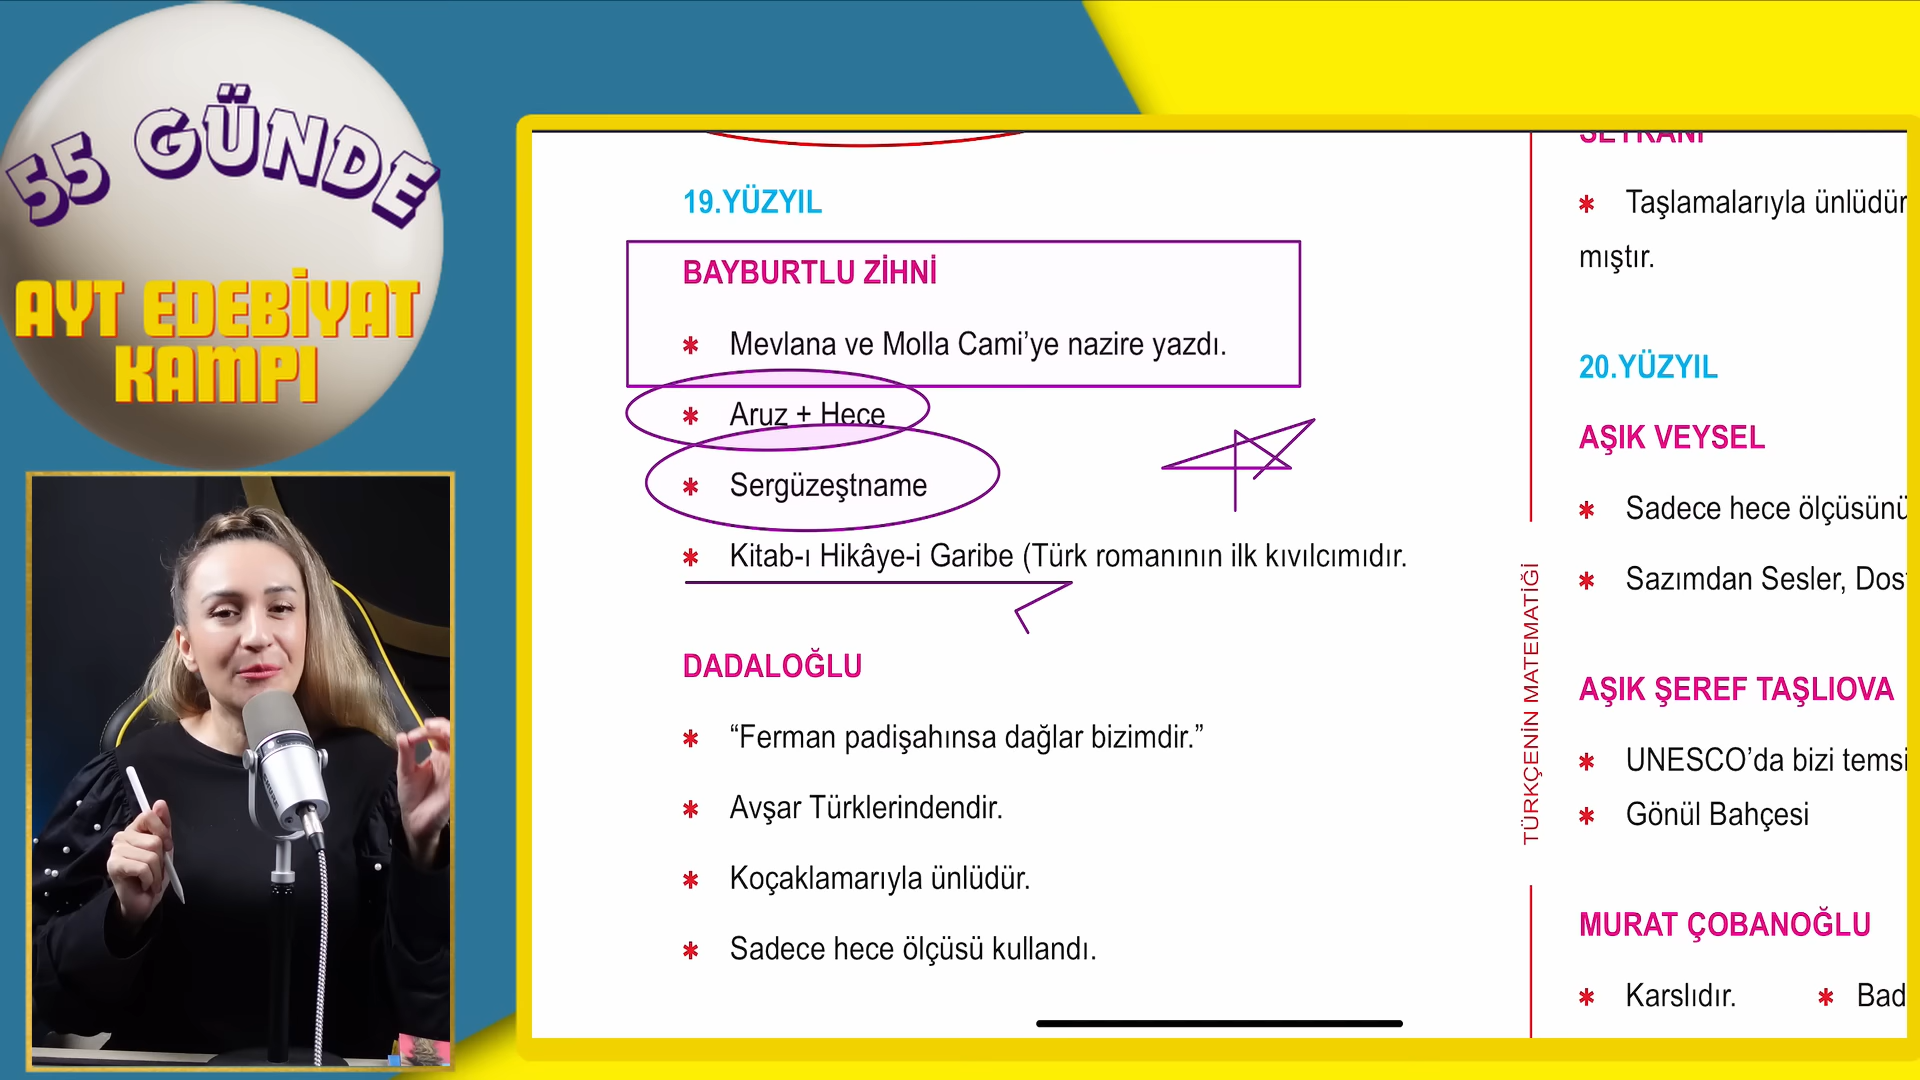 55 GÜNDE
AYT EDEBİYAT
KAMPI
19.YÜZYIL
BAYBURTLU ZİHNİ
* Mevlana ve Molla Cami’ye nazire yazdı.
* Aruz + Hece
* Sergüzeştname
* Kitab-ı Hikâye-i Garibe (Türk romanının ilk kıvılcımıdır.
DADALOĞLU
* “Ferman padişahınsa dağlar bizimdir.”
* Avşar Türklerindendir.
* Koçaklamarıyla ünlüdür.
* Sadece hece ölçüsü kullandı.
TÜRKÇENİN MATEMATİĞİ
SEYRANİ
* Taşlamalarıyla ünlüdür
mıştır.
20.YÜZYIL
AŞIK VEYSEL
* Sadece hece ölçüsünü
* Sazımdan Sesler, Dos
AŞIK ŞEREF TAŞLIOVA
* UNESCO’da bizi temsi
* Gönül Bahçesi
MURAT ÇOBANOĞLU
* Karslıdır. * Bad